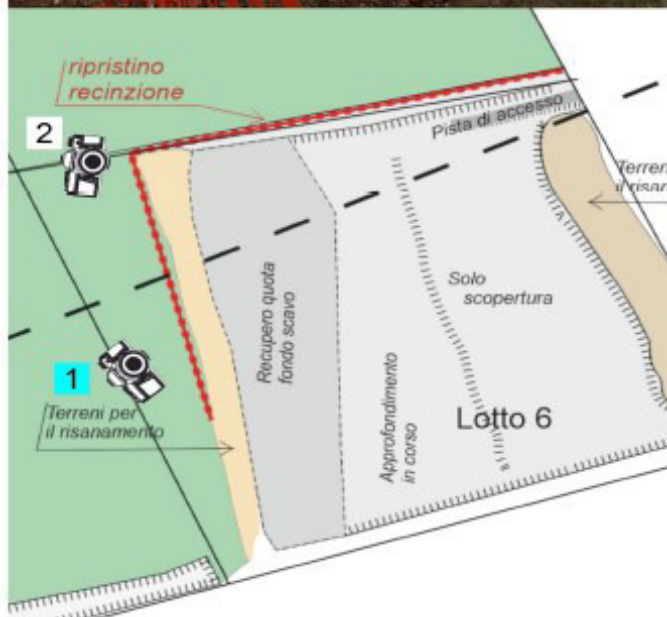 ripristino
recinzione
2
Pista di accesso
Terreni
Solo
scopertura
Recupero quota
fondo scavo
1
Terreni per
il risanamento
Approfondimento
in corso
Lotto 6